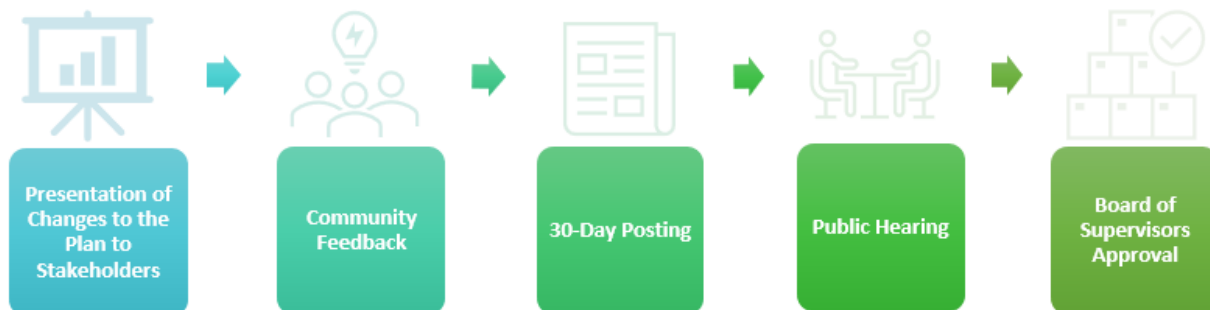 Presentation of
Changes to the
Plan to
Stakeholders
Community
Feedback
30-Day Posting
Public Hearing
Board of
Supervisors
Approval